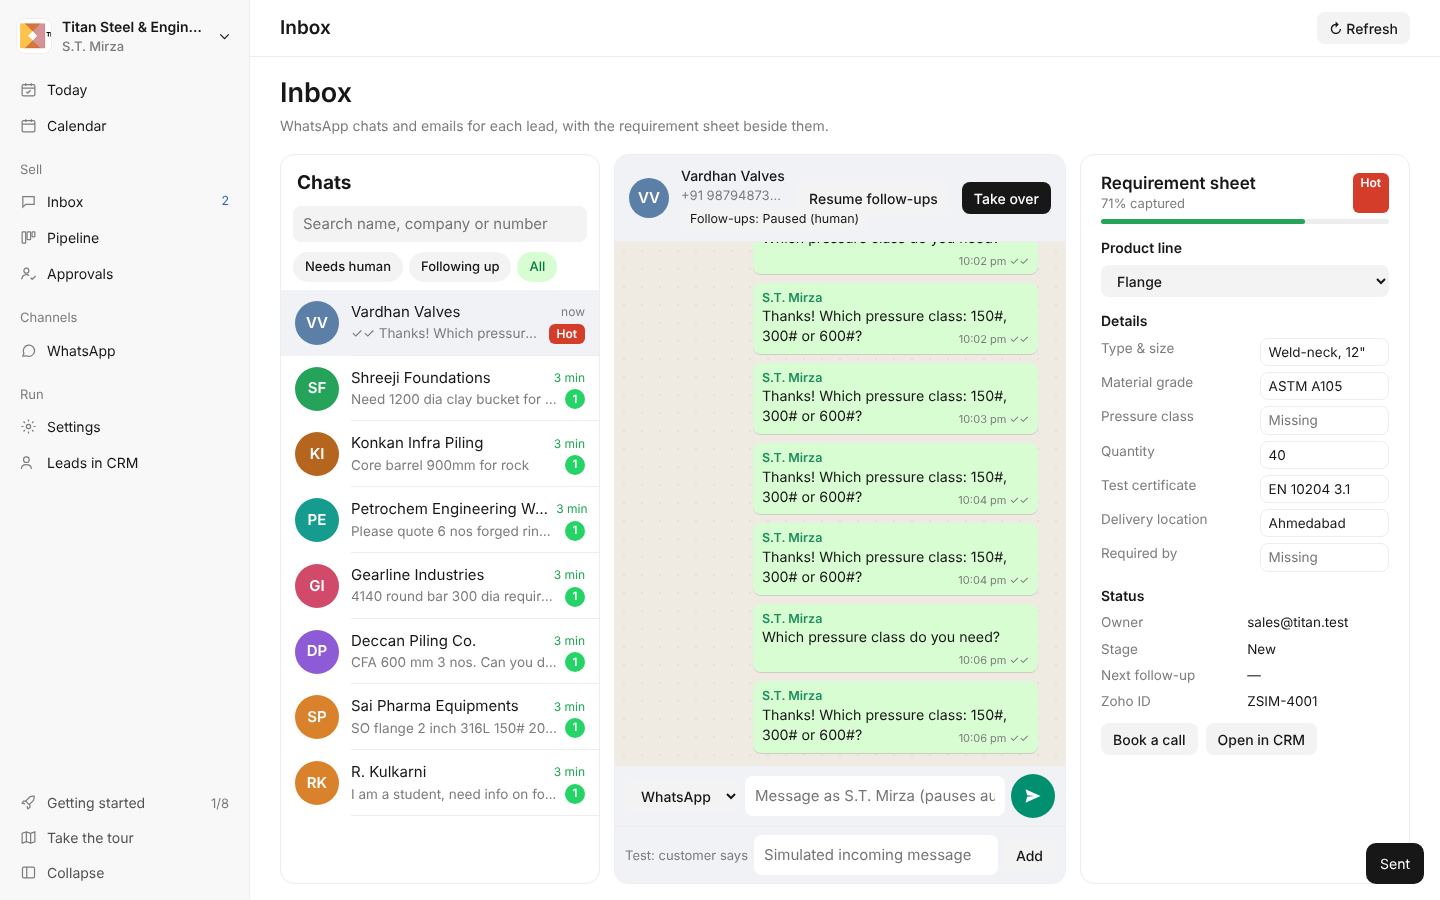 Titan Steel & Engin...
S.T. Mirza
Today
Calendar
Sell
Inbox 2
Pipeline
Approvals
Channels
WhatsApp
Run
Settings
Leads in CRM
Getting started 1/8
Take the tour
Collapse
Inbox
Refresh
Inbox
WhatsApp chats and emails for each lead, with the requirement sheet beside them.
Chats
Search name, company or number
Needs human Following up All
Vardhan Valves now
Thanks! Which pressur... Hot
Shreeji Foundations 3 min
Need 1200 dia clay bucket for ... 1
Konkan Infra Piling 3 min
Core barrel 900mm for rock 1
Petrochem Engineering W... 3 min
Please quote 6 nos forged rin... 1
Gearline Industries 3 min
4140 round bar 300 dia requir... 1
Deccan Piling Co. 3 min
CFA 600 mm 3 nos. Can you d... 1
Sai Pharma Equipments 3 min
SO flange 2 inch 316L 150# 20... 1
R. Kulkarni 3 min
I am a student, need info on fo... 1
VV
SF
KI
PE
GI
DP
SP
RK
VV
Vardhan Valves
+91 98794873...
Follow-ups: Paused (human)
Resume follow-ups
Take over
Which pressure class do you need?
10:02 pm
S.T. Mirza
Thanks! Which pressure class: 150#,
300# or 600#? 10:02 pm
S.T. Mirza
Thanks! Which pressure class: 150#,
300# or 600#? 10:03 pm
S.T. Mirza
Thanks! Which pressure class: 150#,
300# or 600#? 10:04 pm
S.T. Mirza
Thanks! Which pressure class: 150#,
300# or 600#? 10:04 pm
S.T. Mirza
Which pressure class do you need?
10:06 pm
S.T. Mirza
Thanks! Which pressure class: 150#,
300# or 600#? 10:06 pm
WhatsApp
Message as S.T. Mirza (pauses au
Test: customer says
Simulated incoming message
Add
Requirement sheet
71% captured
Hot
Product line
Flange
Details
Type & size Weld-neck, 12"
Material grade ASTM A105
Pressure class Missing
Quantity 40
Test certificate EN 10204 3.1
Delivery location Ahmedabad
Required by Missing
Status
Owner sales@titan.test
Stage New
Next follow-up —
Zoho ID ZSIM-4001
Book a call Open in CRM
Sent